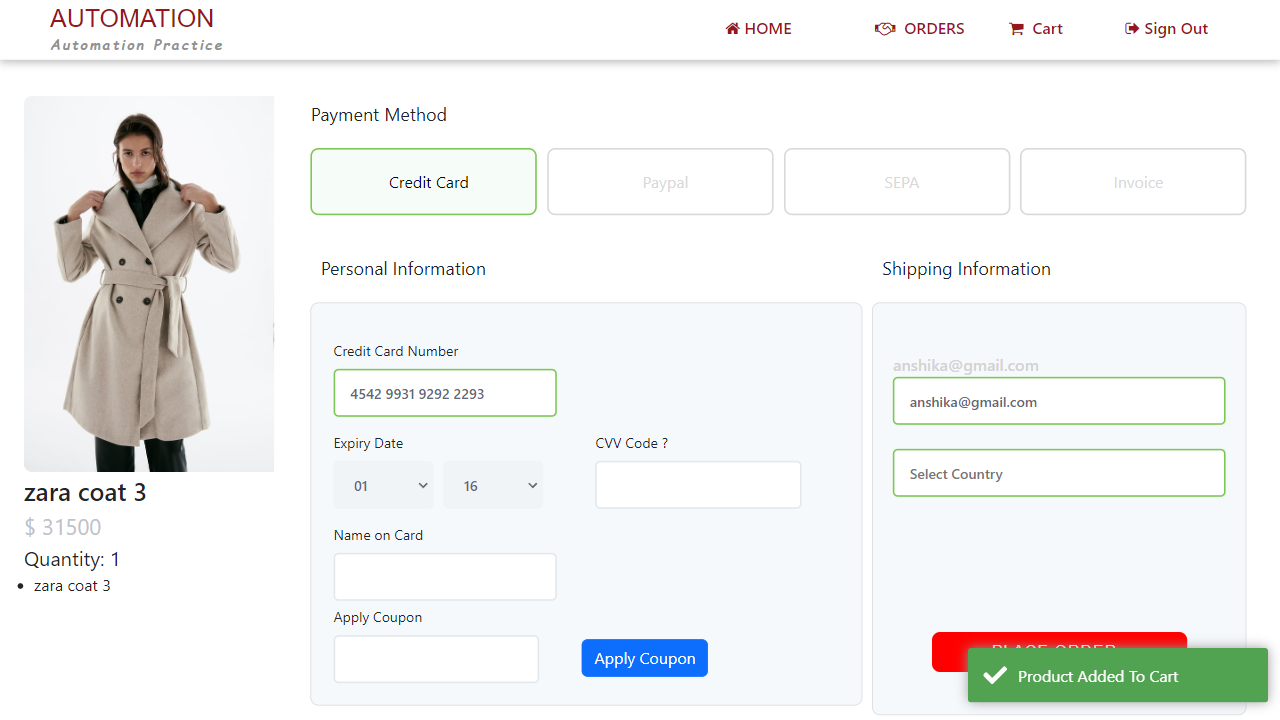 AUTOMATION
Automation Practice
HOME
ORDERS
Cart
Sign Out
zara coat 3
$ 31500
Quantity: 1
zara coat 3
Payment Method
Credit Card
Paypal
SEPA
Invoice
Personal Information
Credit Card Number
4542 9931 9292 2293
Expiry Date
CVV Code ?
01
16
Name on Card
Apply Coupon
Apply Coupon
Shipping Information
anshika@gmail.com
anshika@gmail.com
Select Country
PLACE ORDER
Product Added To Cart